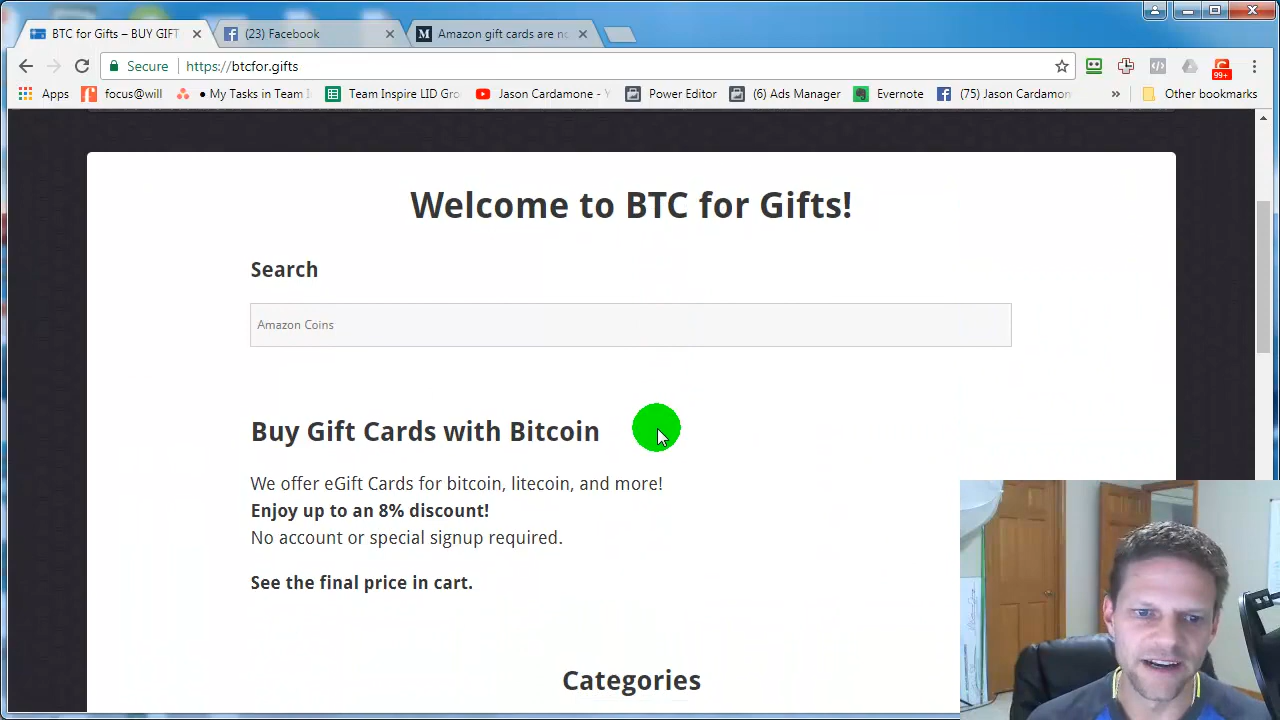 BTC for Gifts – BUY GIFT
(23) Facebook
Amazon gift cards are no
Secure
https://btcfor.gifts
99+
Apps
focus@will
• My Tasks in Team I
Team Inspire LID Gro
Jason Cardamone - Y
Power Editor
(6) Ads Manager
Evernote
(75) Jason Cardamon
»
Other bookmarks
Welcome to BTC for Gifts!
Search
Amazon Coins
Buy Gift Cards with Bitcoin
We offer eGift Cards for bitcoin, litecoin, and more!
Enjoy up to an 8% discount!
No account or special signup required.
See the final price in cart.
Categories